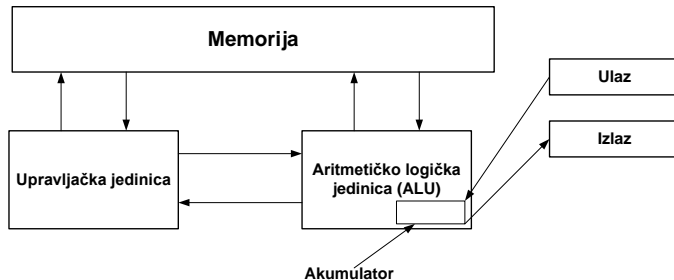 Memorija
Ulaz
Izlaz
Upravljačka jedinica
Aritmetičko logička
jedinica (ALU)
Akumulator